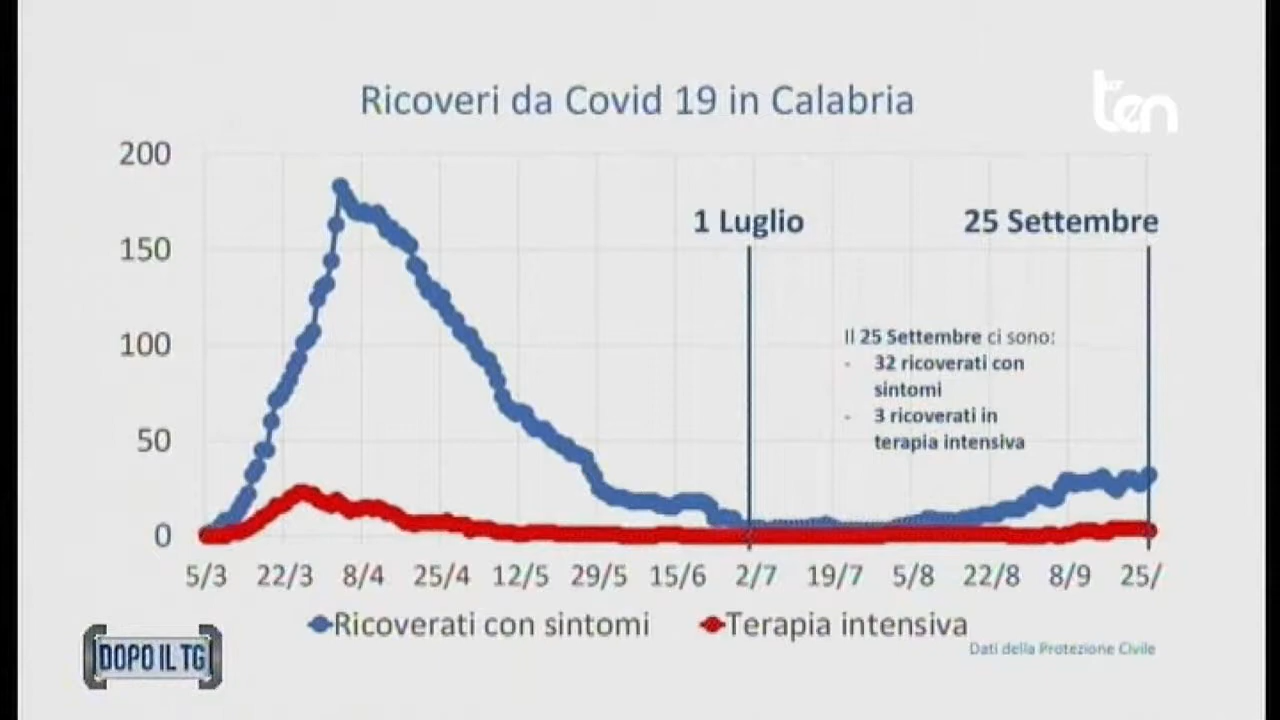 Ricoveri da Covid 19 in Calabria
ten
200
150
100
50
0
1 Luglio
25 Settembre
Il 25 Settembre ci sono:
- 32 ricoverati con
sintomi
- 3 ricoverati in
terapia intensiva
5/3 22/3 8/4 25/4 12/5 29/5 15/6 2/7 19/7 5/8 22/8 8/9 25/
Ricoverati con sintomi Terapia intensiva
Dati della Protezione Civile
DOPO IL TG